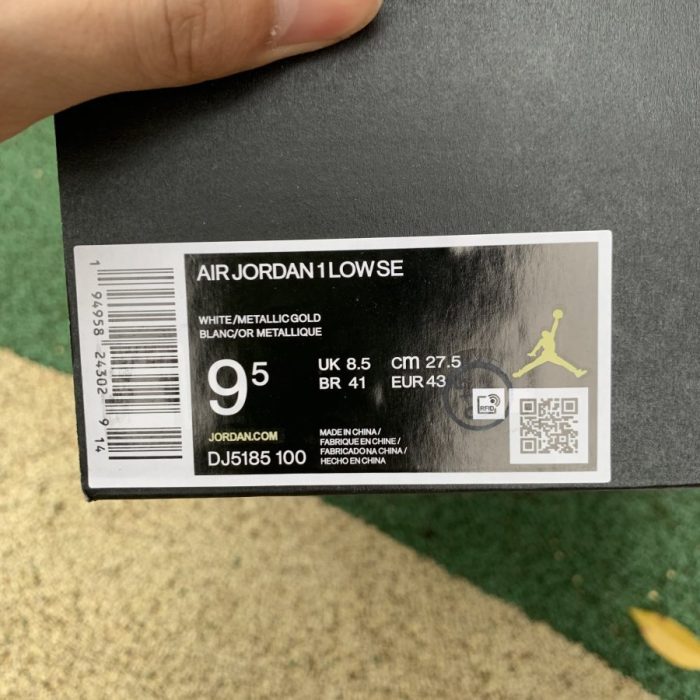 AIR JORDAN 1 LOW SE
WHITE/METALLIC GOLD
BLANC/OR METALLIQUE
9⁵
UK 8.5 CM 27.5
BR 41 EUR 43
RFID
JORDAN.COM
DJ5185 100
MADE IN CHINA /
FABRIQUE EN CHINE /
FABRICADO NA CHINA /
HECHO EN CHINA
1 94958 24302 9 14